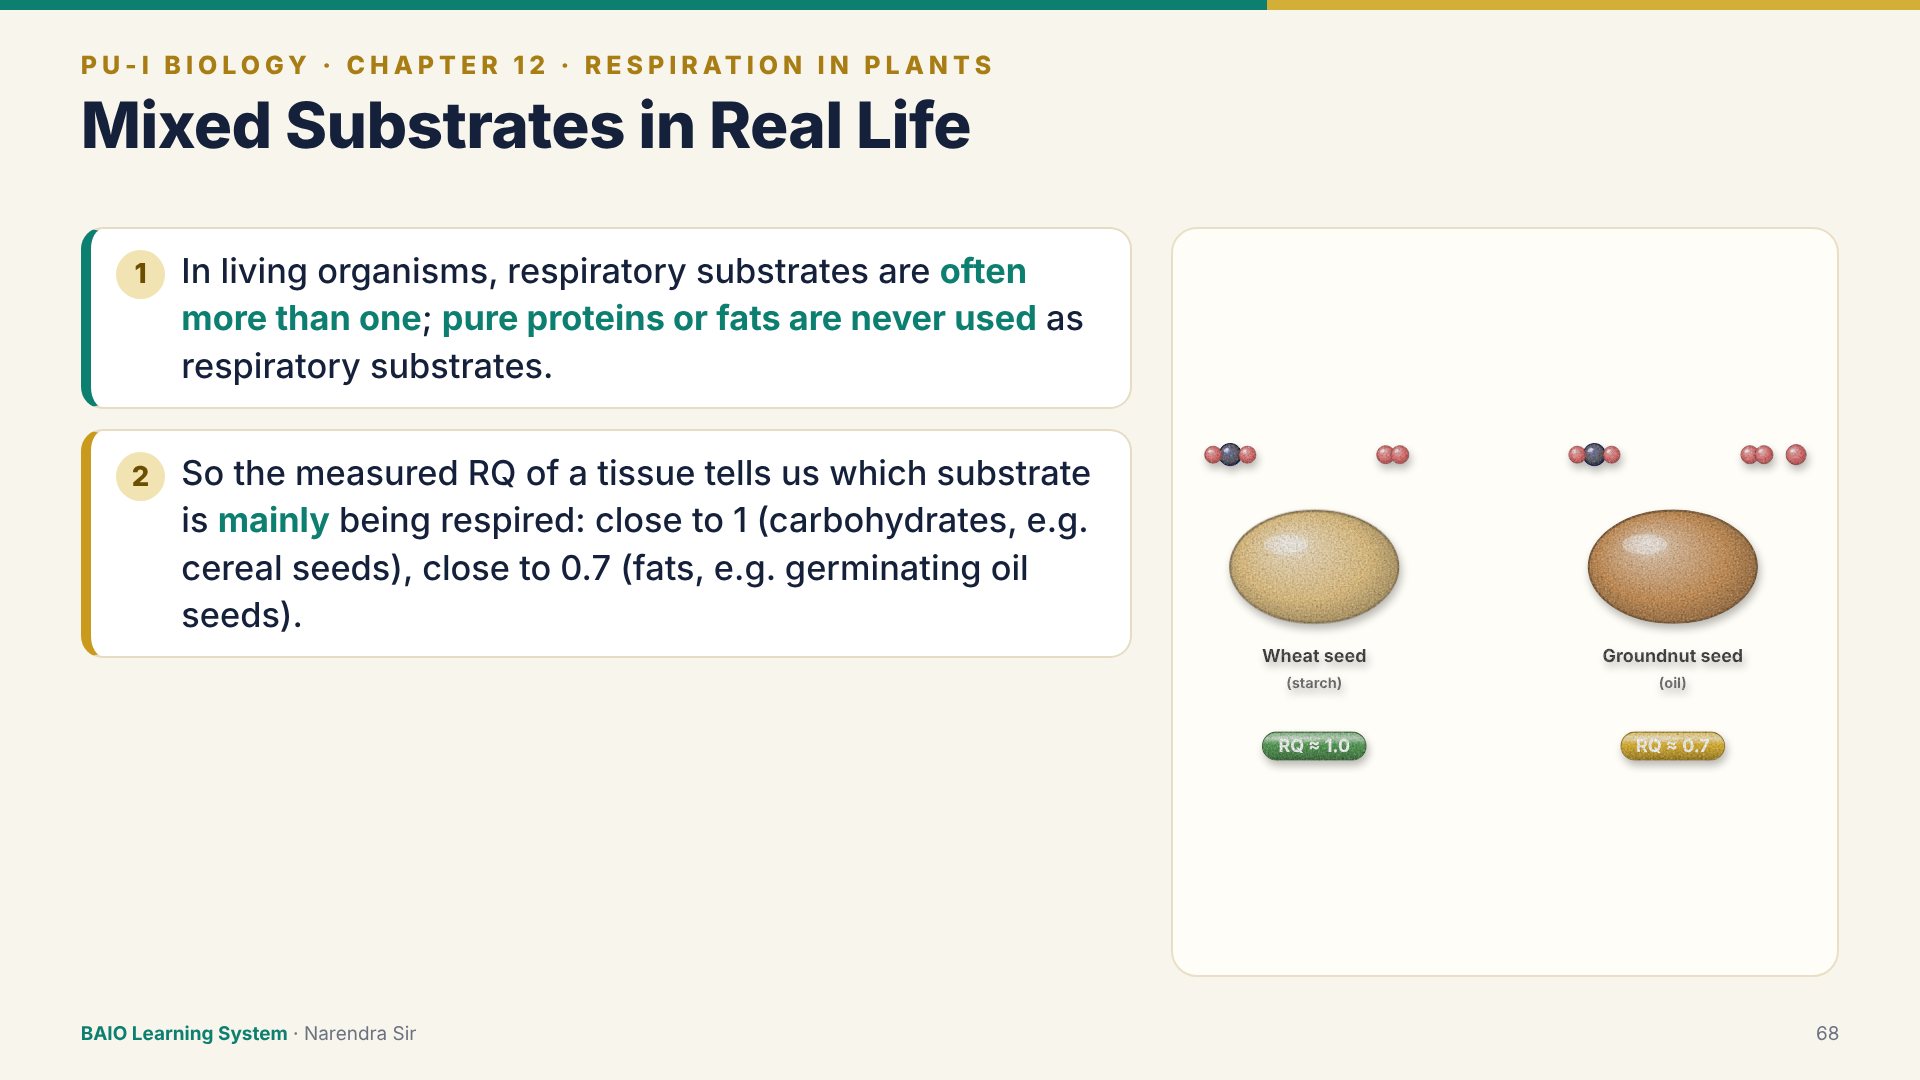 PU-I BIOLOGY · CHAPTER 12 · RESPIRATION IN PLANTS
Mixed Substrates in Real Life
1
In living organisms, respiratory substrates are often
more than one; pure proteins or fats are never used as
respiratory substrates.
2
So the measured RQ of a tissue tells us which substrate
is mainly being respired: close to 1 (carbohydrates, e.g.
cereal seeds), close to 0.7 (fats, e.g. germinating oil
seeds).
Wheat seed
(starch)
RQ ≈ 1.0
Groundnut seed
(oil)
RQ ≈ 0.7
BAIO Learning System · Narendra Sir
68